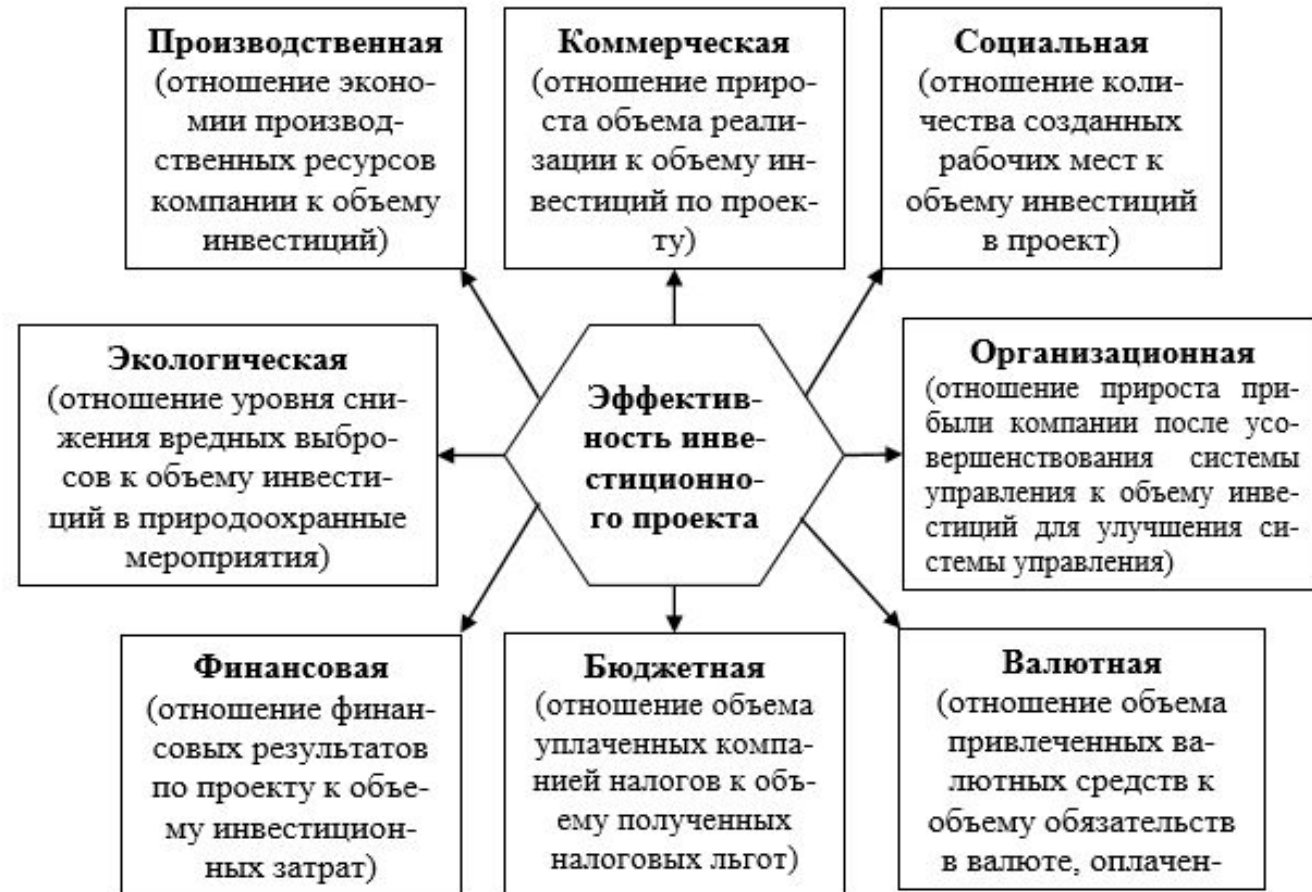 Производственная
(отношение эконо-
мии производ-
ственных ресурсов
компании к объему
инвестиций)
Коммерческая
(отношение приро-
ста объема реали-
зации к объему ин-
вестиций по проек-
ту)
Социальная
(отношение коли-
чества созданных
рабочих мест к
объему инвестиций
в проект)
Экологическая
(отношение уровня сни-
жения вредных выбро-
сов к объему инвести-
ций в природоохранные
мероприятия)
Эффектив-
ность инве-
стиционно-
го проекта
Организационная
(отношение прироста при-
были компании после усо-
вершенствования системы
управления к объему инве-
стиций для улучшения си-
стемы управления)
Финансовая
(отношение финан-
совых результатов
по проекту к объе-
му инвестицион-
ных затрат)
Бюджетная
(отношение объема
уплаченных компа-
нией налогов к объ-
ему полученных
налоговых льгот)
Валютная
(отношение объема
привлеченных ва-
лютных средств к
объему обязательств
в валюте, оплачен-